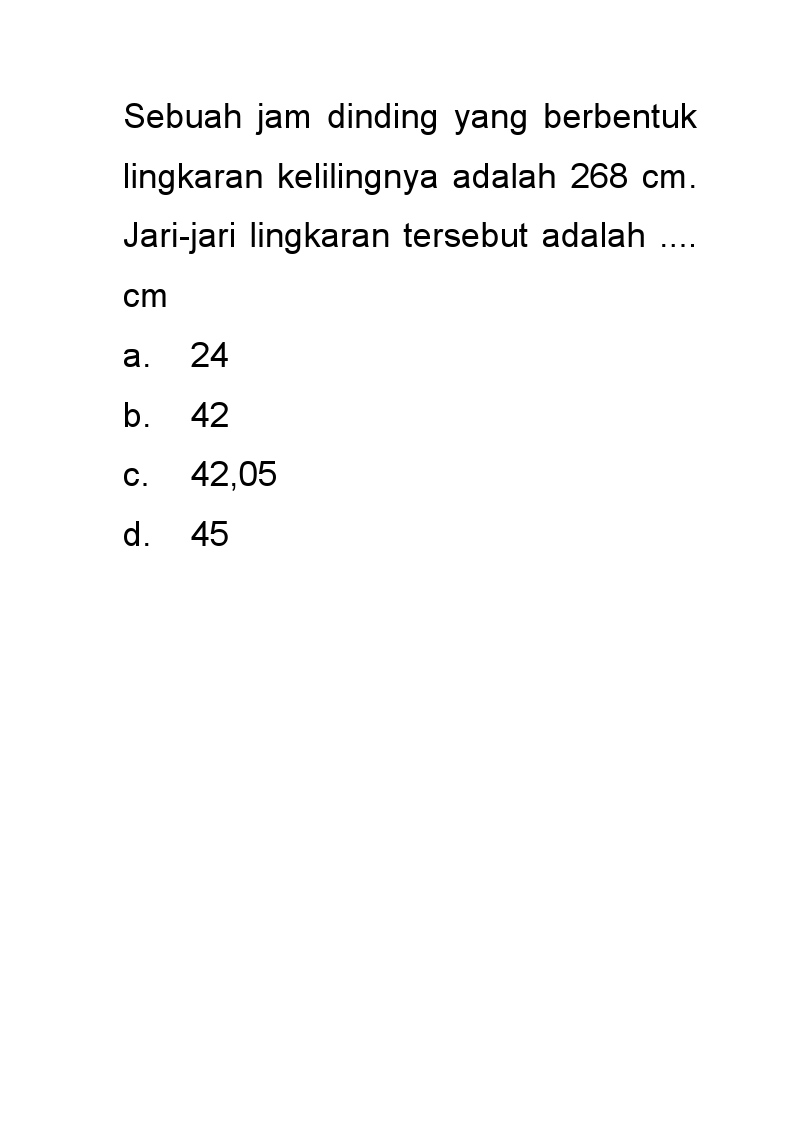 Sebuah jam dinding yang berbentuk
lingkaran kelilingnya adalah 268 cm.
Jari-jari lingkaran tersebut adalah ....
cm
a. 24
b. 42
c. 42,05
d. 45